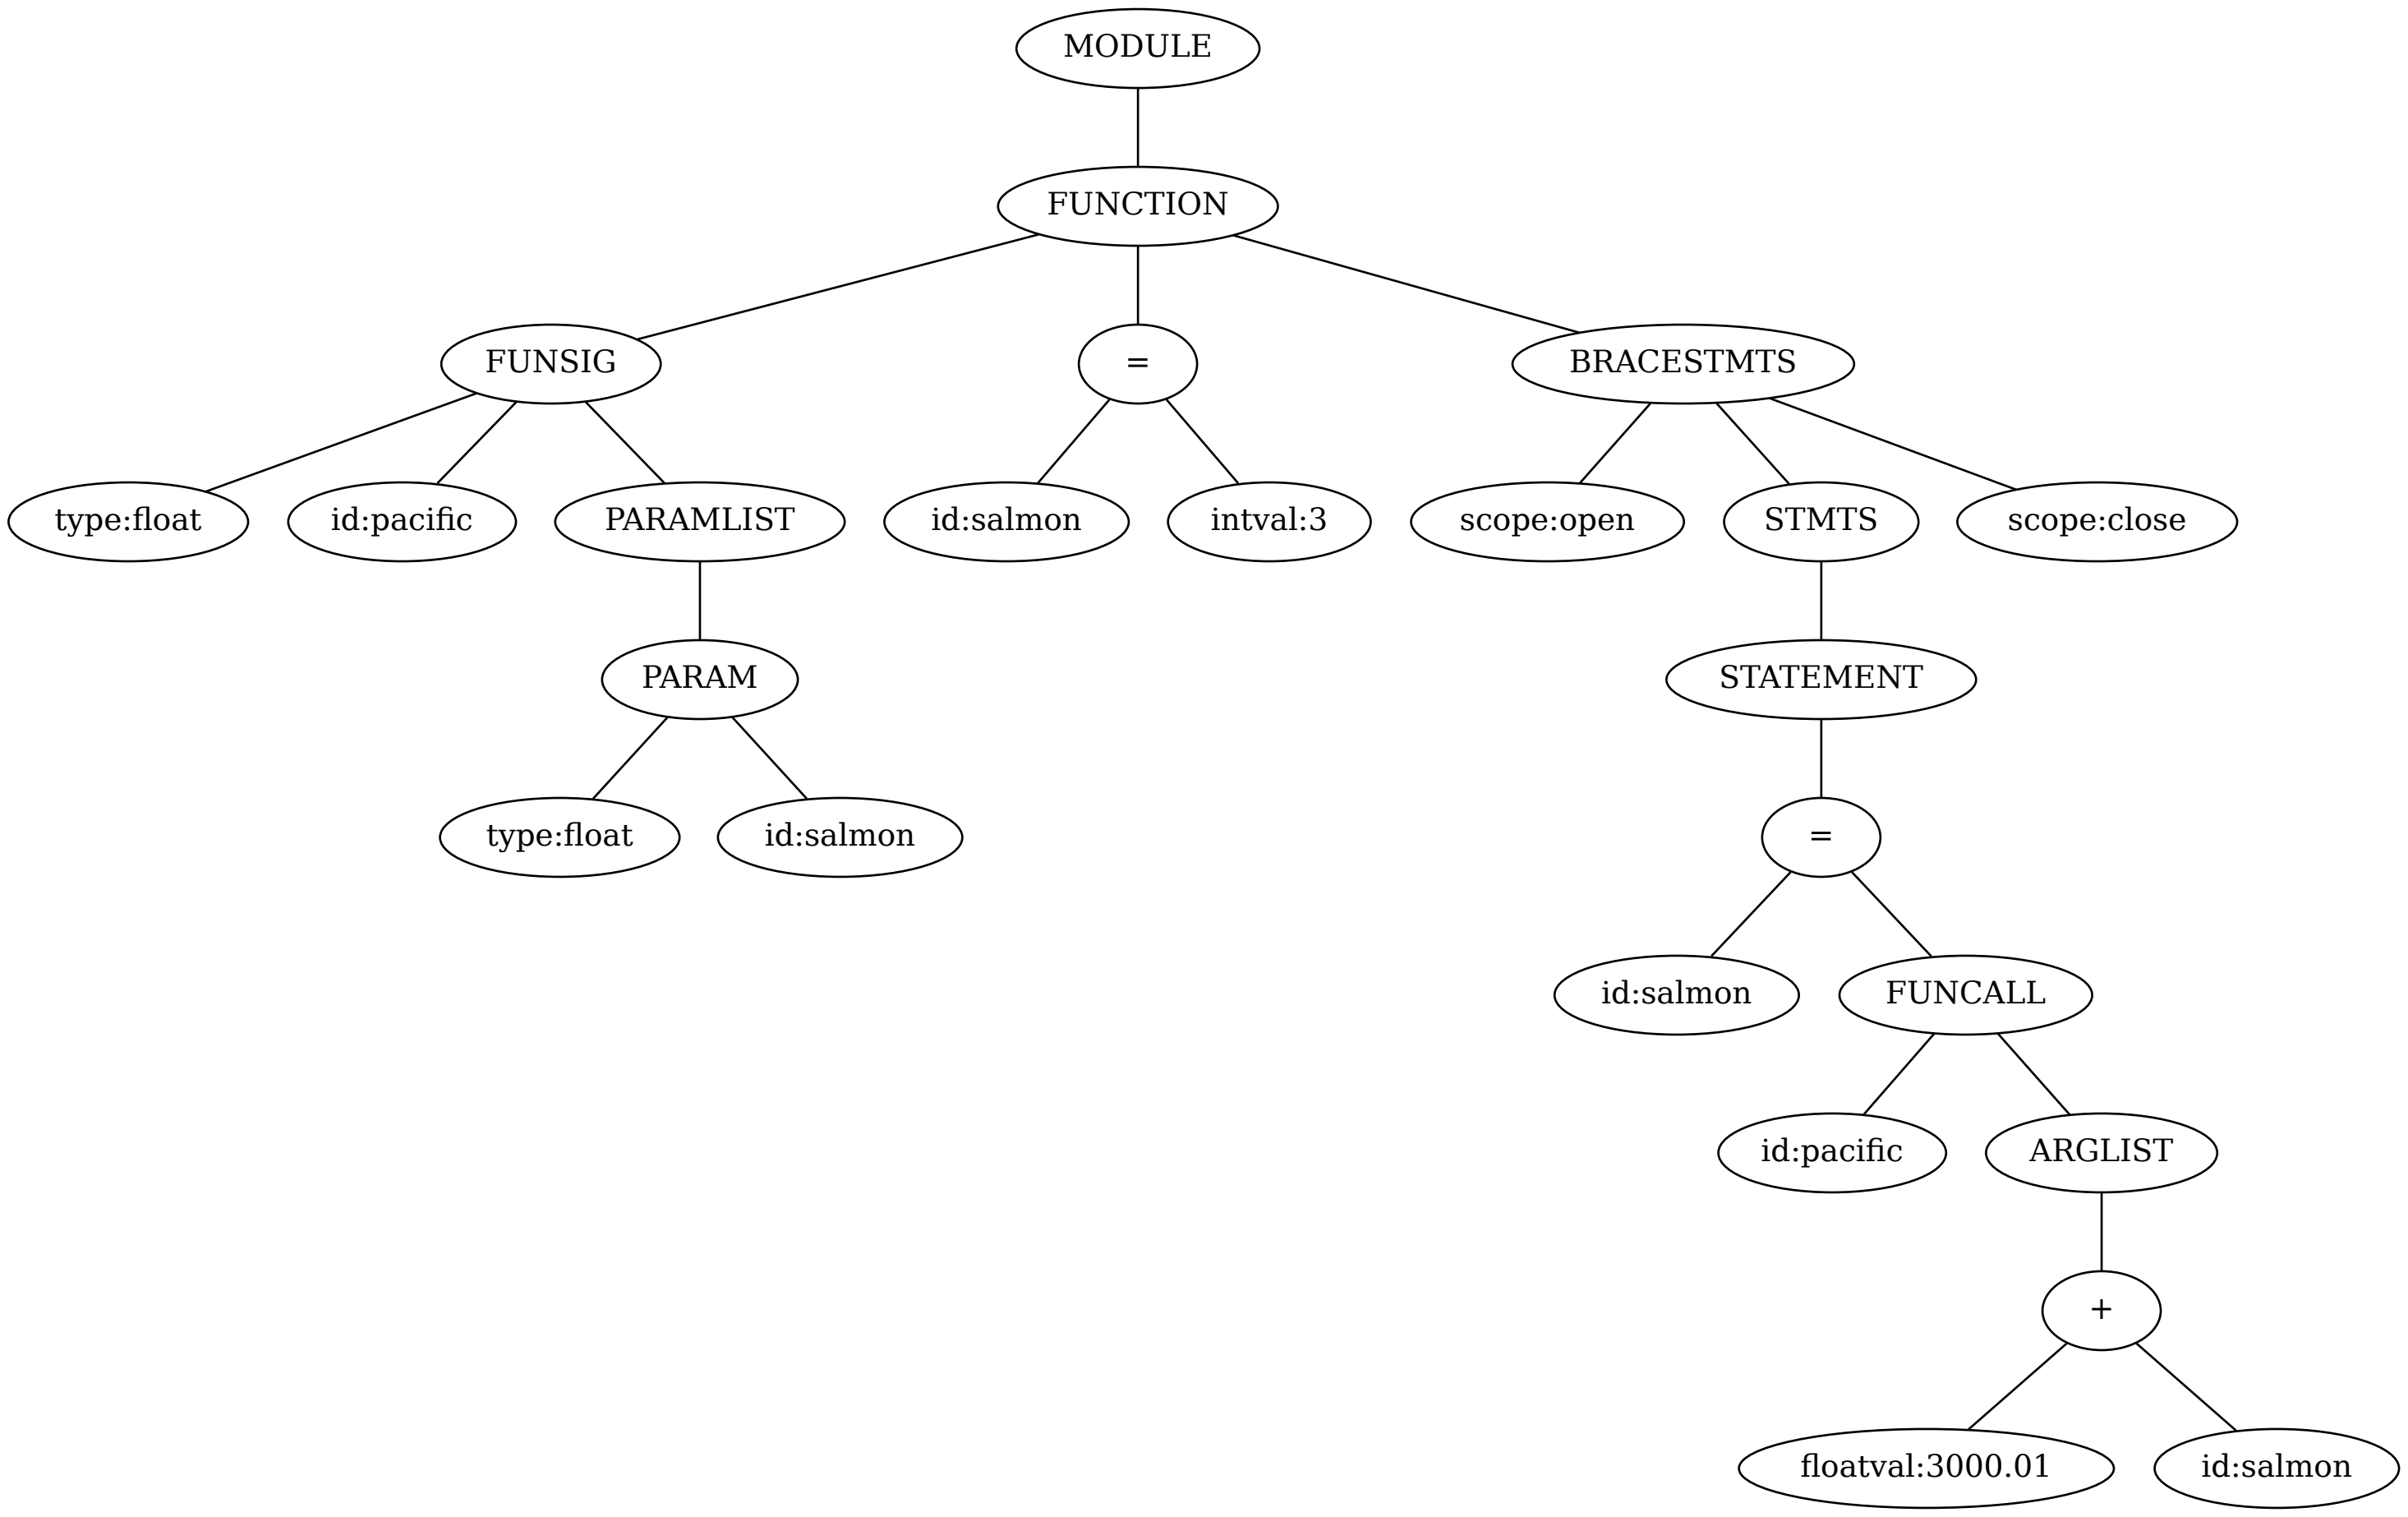 MODULE
FUNCTION
FUNSIG
=
BRACESTMTS
type:float
id:pacific
PARAMLIST
id:salmon
intval:3
scope:open
STMTS
scope:close
PARAM
STATEMENT
type:float
id:salmon
=
id:salmon
FUNCALL
id:pacific
ARGLIST
+
floatval:3000.01
id:salmon